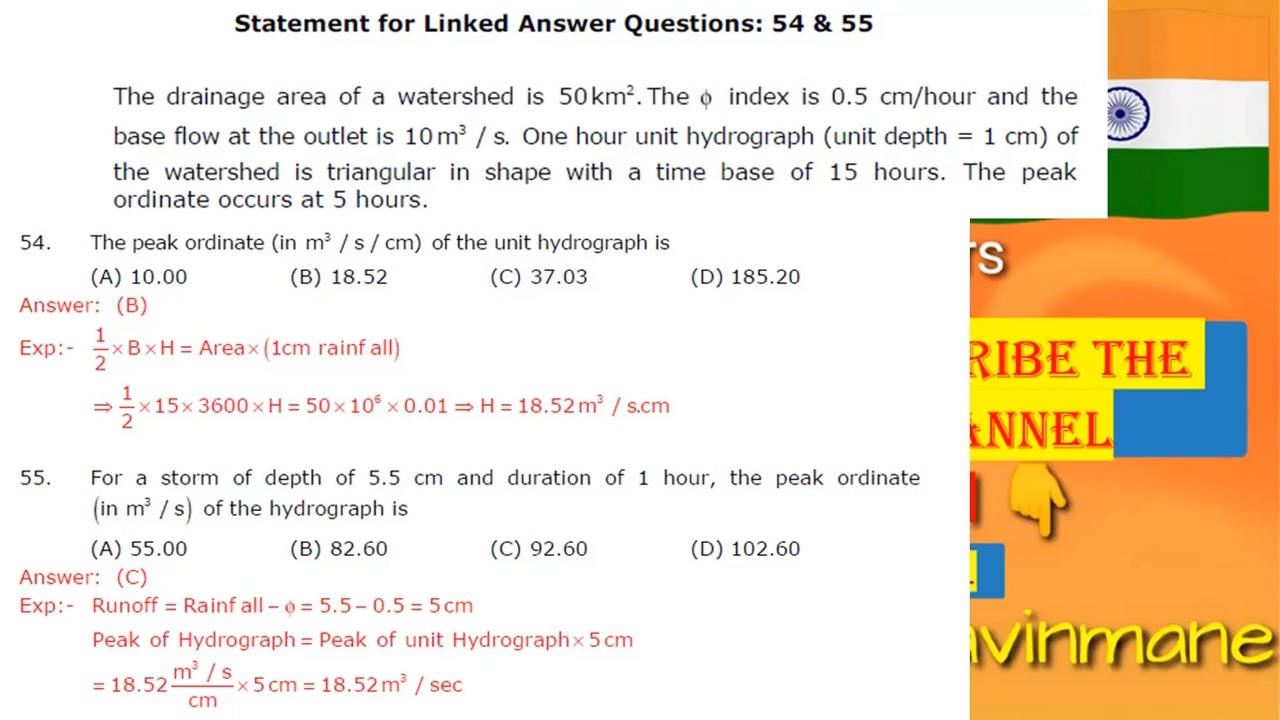 Statement for Linked Answer Questions: 54 & 55
The drainage area of a watershed is 50km². The ϕ index is 0.5 cm/hour and the
base flow at the outlet is 10m³ / s. One hour unit hydrograph (unit depth = 1 cm) of
the watershed is triangular in shape with a time base of 15 hours. The peak
ordinate occurs at 5 hours.
54. The peak ordinate (in m³ / s / cm) of the unit hydrograph is
(A) 10.00 (B) 18.52 (C) 37.03 (D) 185.20
Answer: (B)
Exp:- 1/2 × B × H = Area × (1cm rainf all)
⇒ 1/2 × 15 × 3600 × H = 50 × 10⁶ × 0.01 ⇒ H = 18.52 m³ / s.cm
55. For a storm of depth of 5.5 cm and duration of 1 hour, the peak ordinate
(in m³ / s) of the hydrograph is
(A) 55.00 (B) 82.60 (C) 92.60 (D) 102.60
Answer: (C)
Exp:- Runoff = Rainf all – ϕ = 5.5 – 0.5 = 5cm
Peak of Hydrograph = Peak of unit Hydrograph × 5 cm
= 18.52 m³ / s / cm × 5 cm = 18.52 m³ / sec
rs
RIBE THE
ANNEL
avinmane